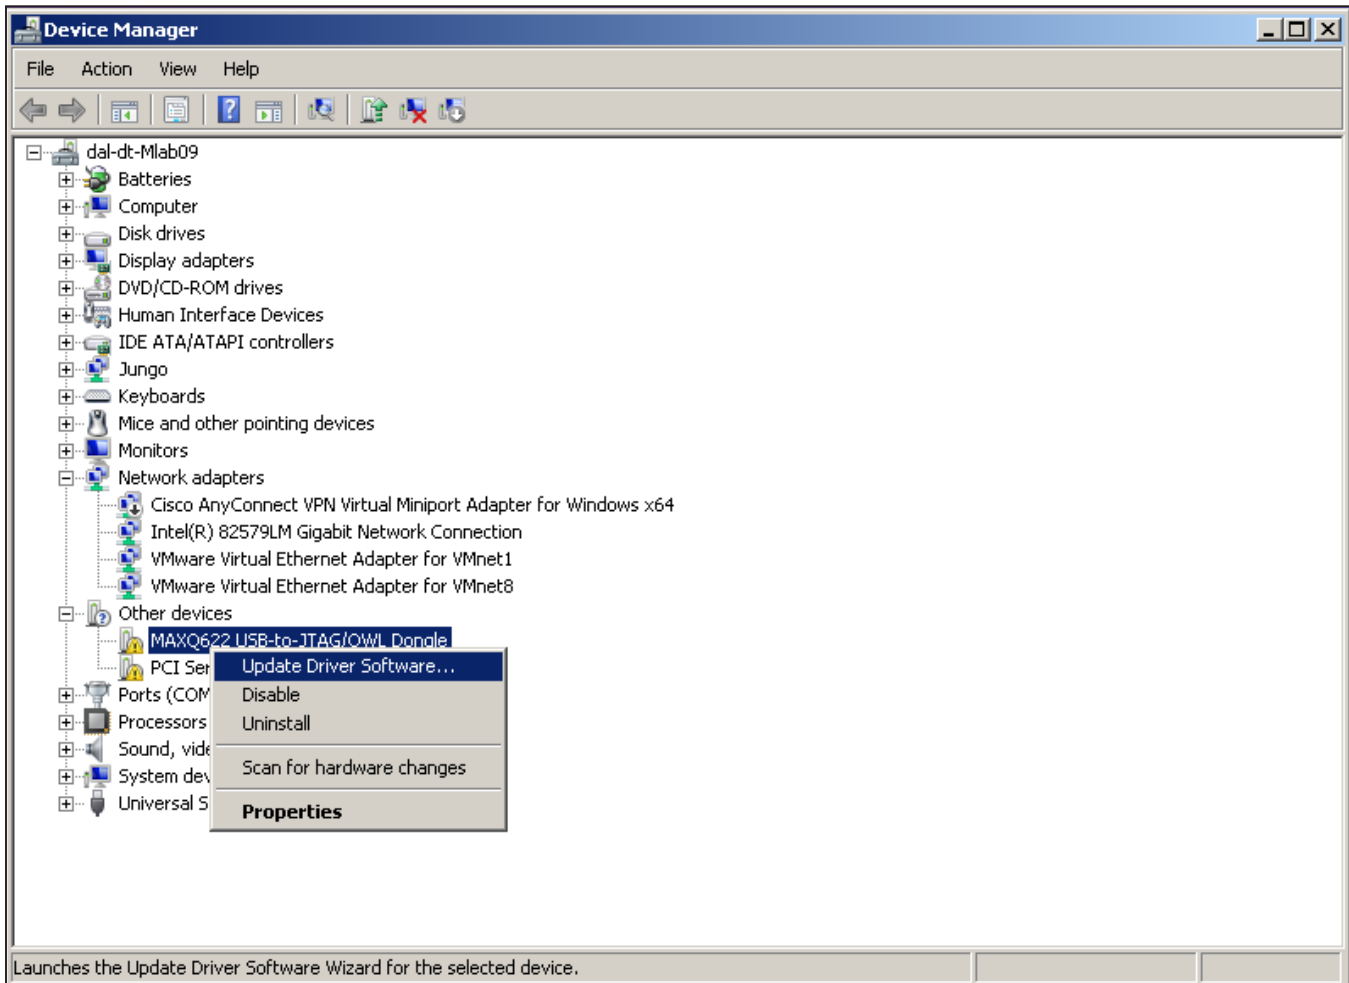 Device Manager
File Action View Help
dal-dt-Mlab09
Batteries
Computer
Disk drives
Display adapters
DVD/CD-ROM drives
Human Interface Devices
IDE ATA/ATAPI controllers
Jungo
Keyboards
Mice and other pointing devices
Monitors
Network adapters
Cisco AnyConnect VPN Virtual Miniport Adapter for Windows x64
Intel(R) 82579LM Gigabit Network Connection
VMware Virtual Ethernet Adapter for VMnet1
VMware Virtual Ethernet Adapter for VMnet8
Other devices
MAXQ622 USB-to-JTAG/OWL Dongle
PCI Ser
Update Driver Software...
Ports (COM
Disable
Processors
Uninstall
Sound, vide
System dev
Scan for hardware changes
Universal S
Properties
Launches the Update Driver Software Wizard for the selected device.